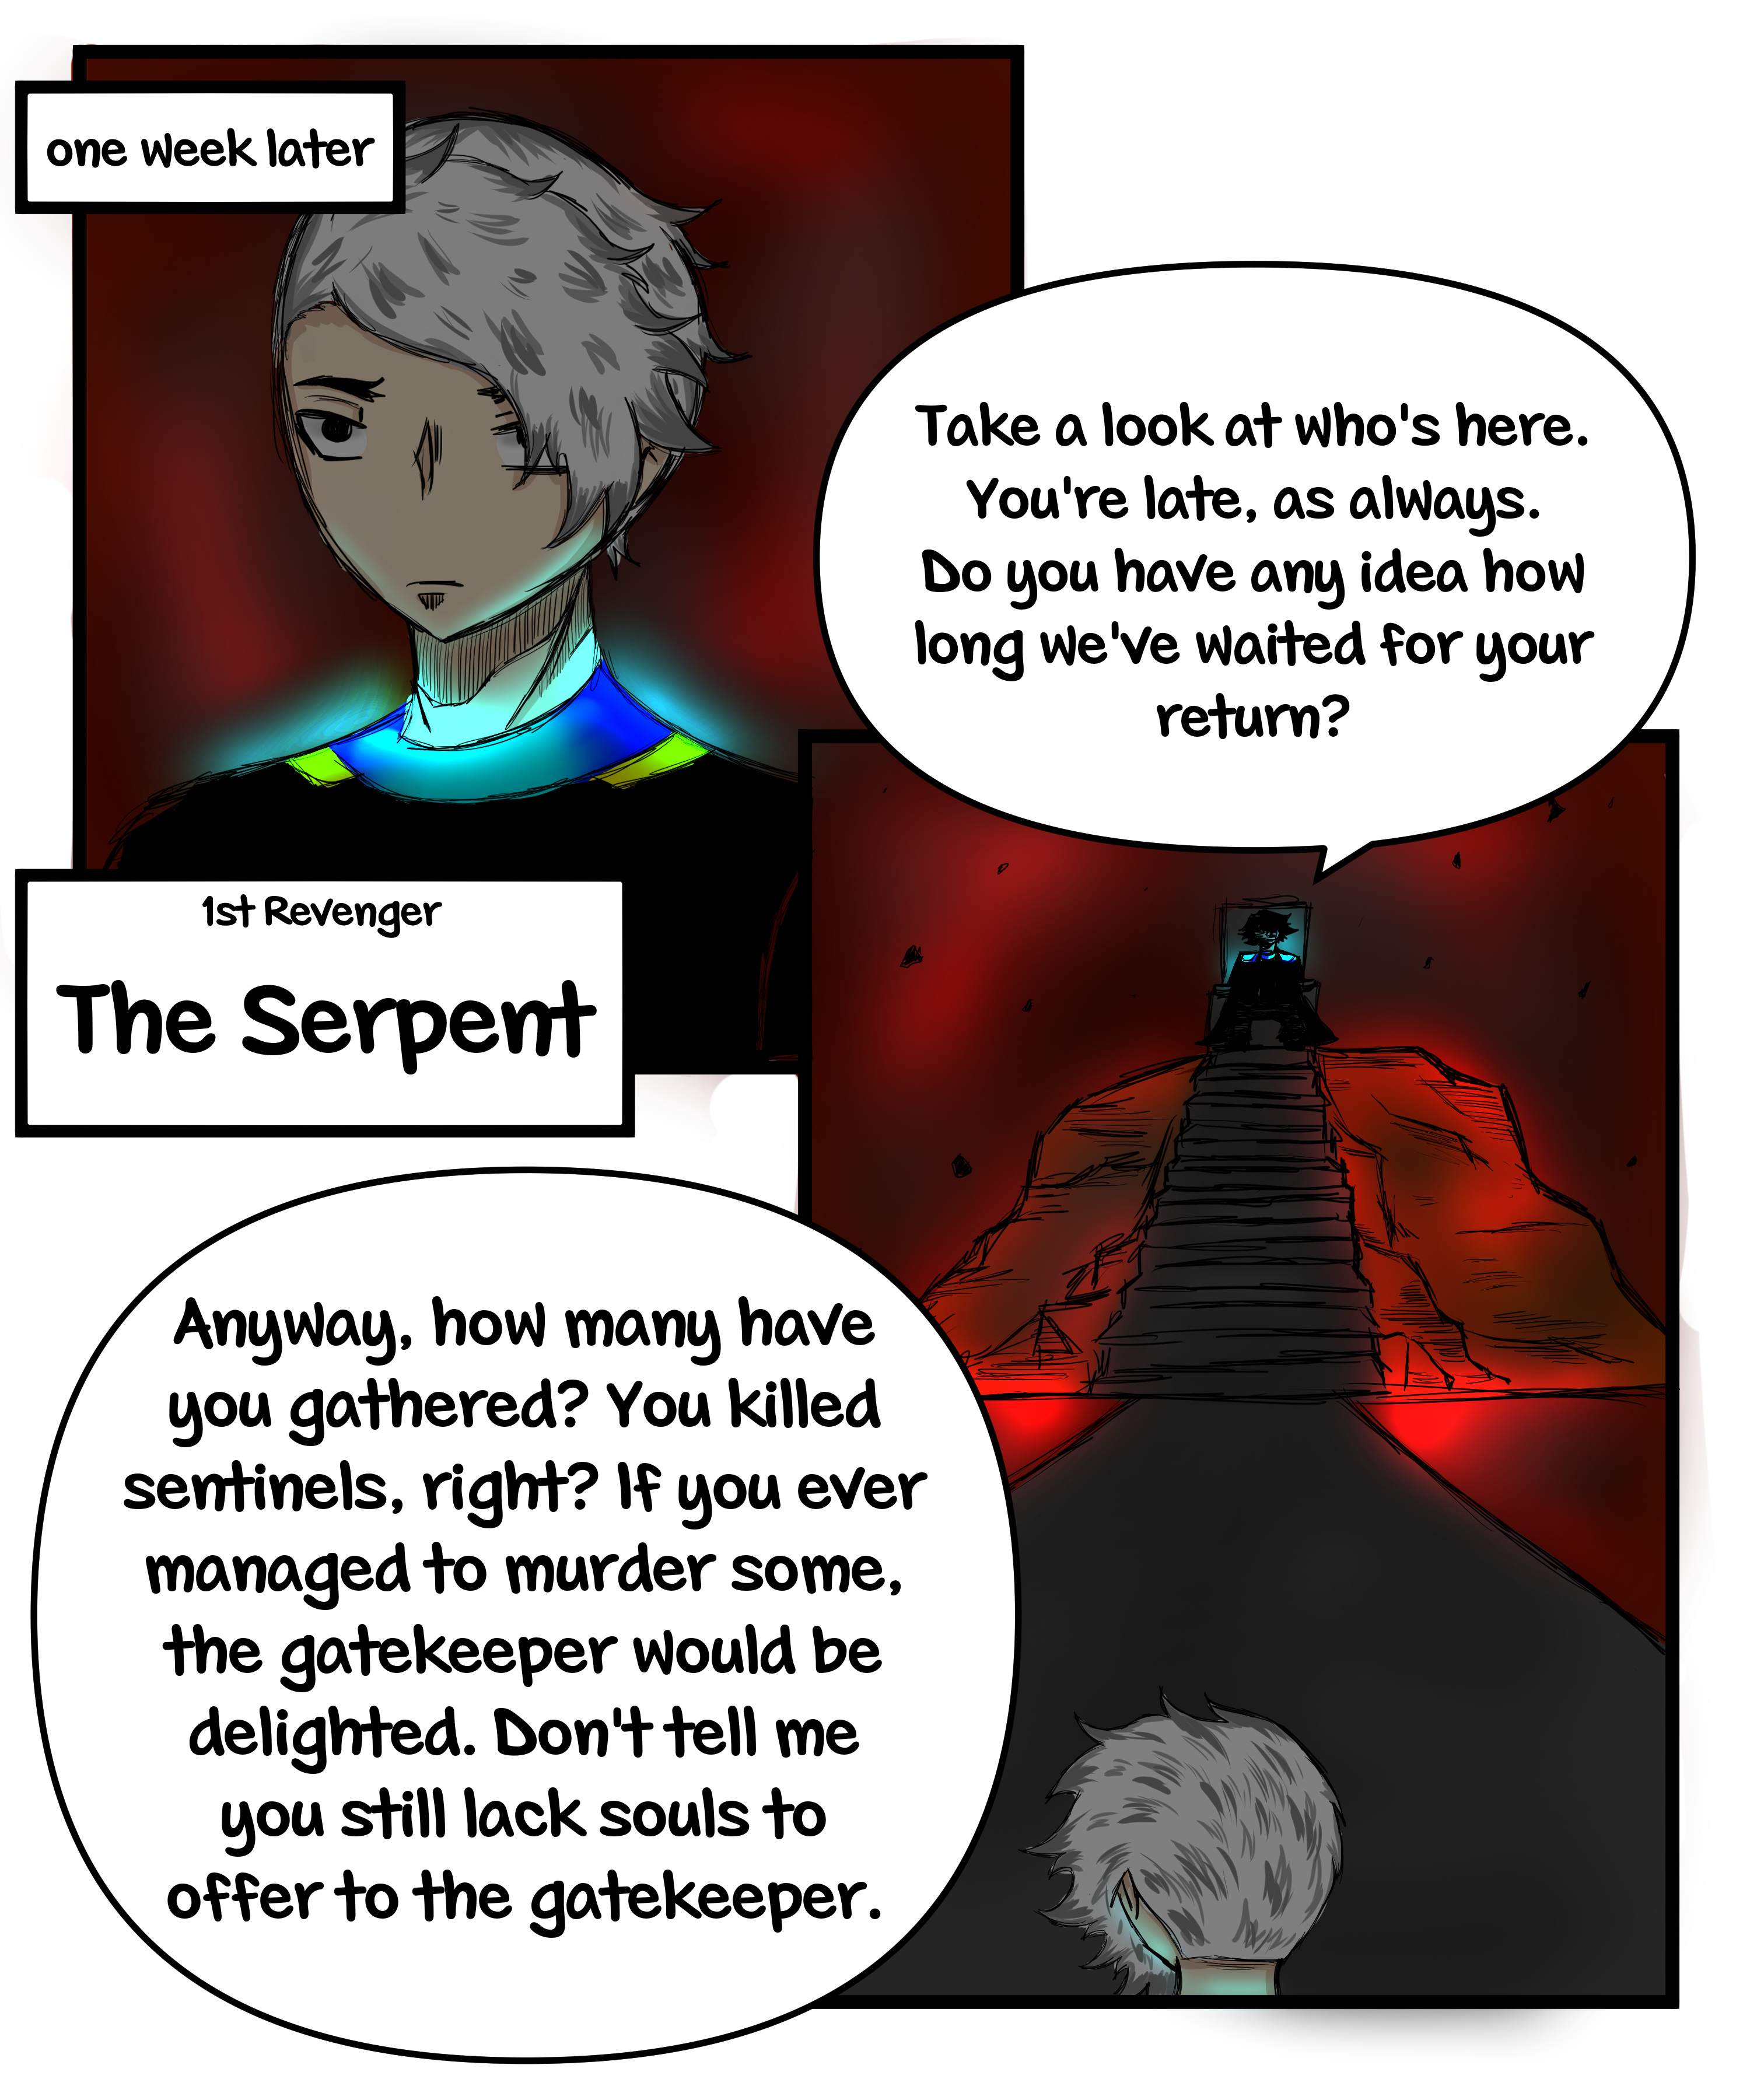 one week later
Take a look at who's here.
You're late, as always.
Do you have any idea how
long we've waited for your
return?
1st Revenger
The Serpent
Anyway, how many have
you gathered? You killed
sentinels, right? If you ever
managed to murder some,
the gatekeeper would be
delighted. Don't tell me
you still lack souls to
offer to the gatekeeper.